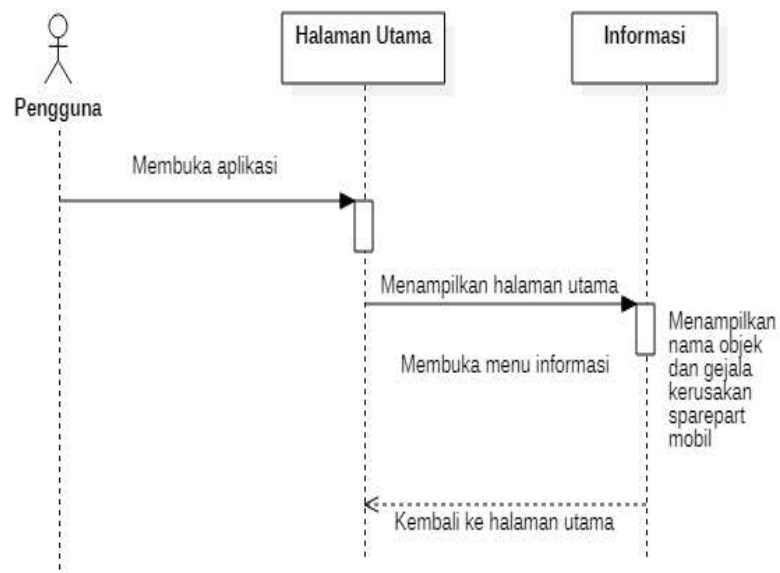 Halaman Utama
Informasi
Pengguna
Membuka aplikasi
Menampilkan halaman utama
Menampilkan
nama objek
dan gejala
kerusakan
sparepart
mobil
Membuka menu informasi
Kembali ke halaman utama